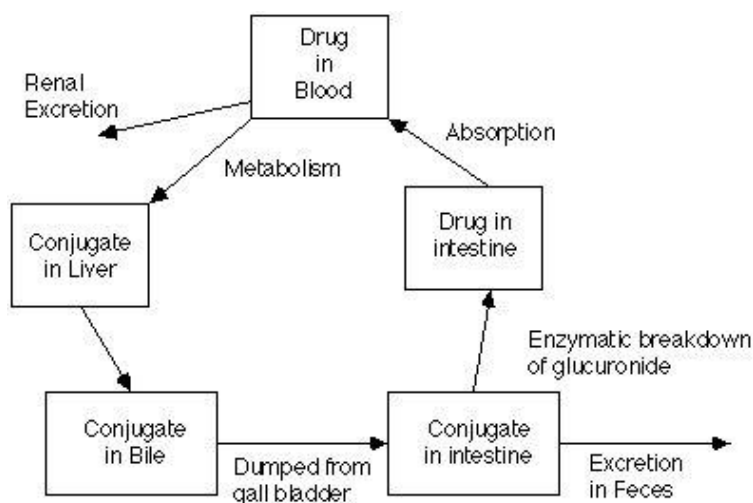 Drug
in
Blood
Renal
Excretion
Absorption
Metabolism
Conjugate
in Liver
Drug in
intestine
Enzymatic breakdown
of glucuronide
Conjugate
in Bile
Dumped from
gall bladder
Conjugate
in intestine
Excretion
in Feces